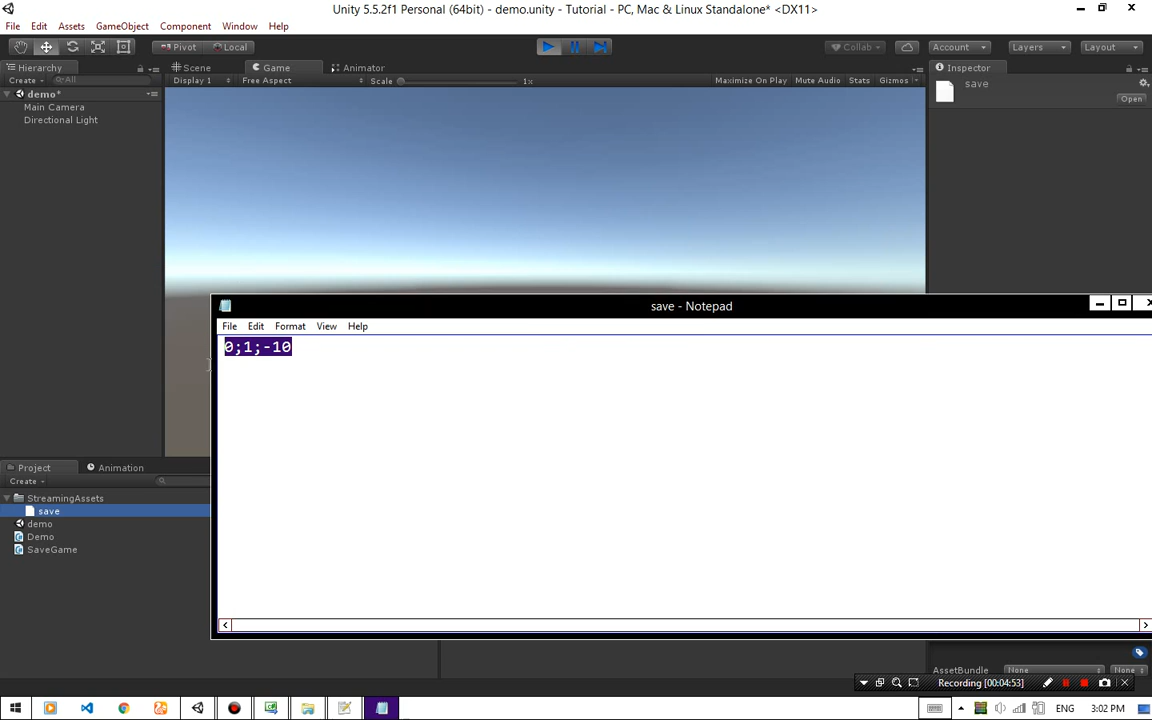 Unity 5.5.2f1 Personal (64bit) - demo.unity - Tutorial - PC, Mac & Linux Standalone* <DX11>
File Edit Assets GameObject Component Window Help
Pivot Local Collab Account Layers Layout
Hierarchy Scene Game Animator Inspector
Create All Display 1 Free Aspect Scale 1x Maximize On Play Mute Audio Stats Gizmos
save
Open
demo*
Main Camera
Directional Light
save - Notepad
File Edit Format View Help
0;1;-10
Project Animation
Create
StreamingAssets
save
demo
Demo
SaveGame
AssetBundle None None
Recording [00:04:53]
ENG 3:02 PM